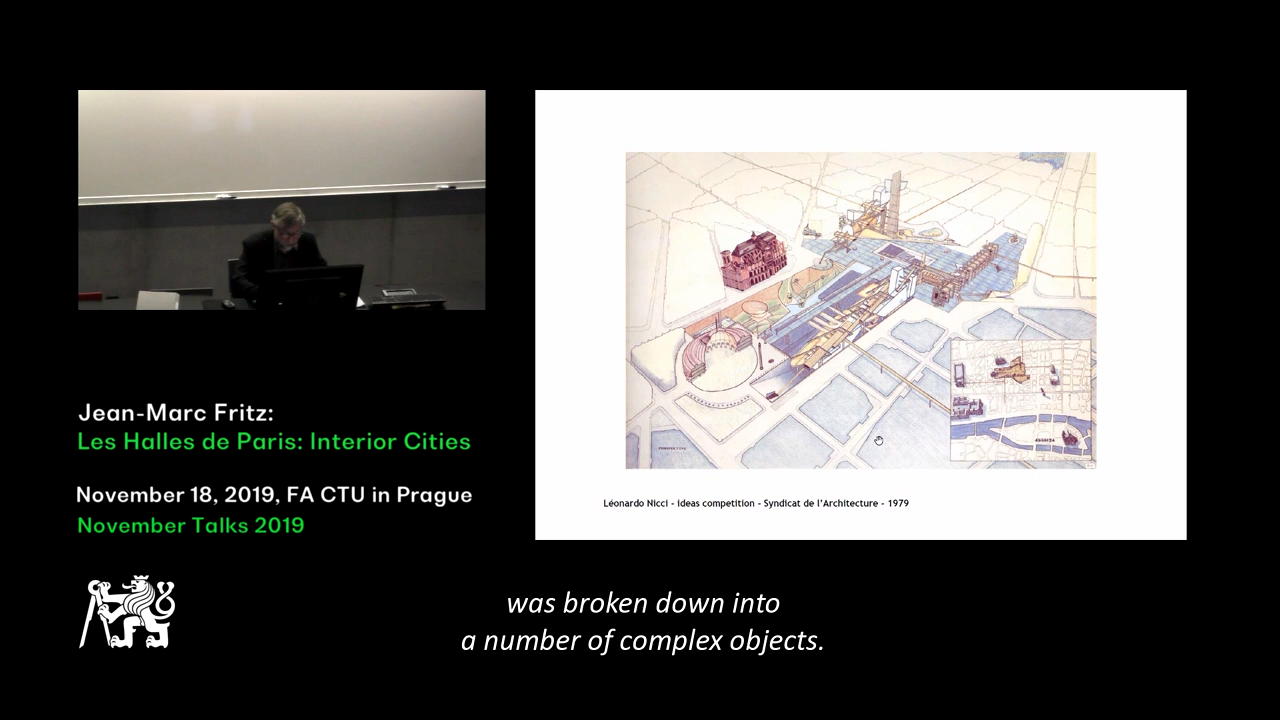 Jean-Marc Fritz:
Les Halles de Paris: Interior Cities
November 18, 2019, FA CTU in Prague
November Talks 2019
PERSPECTIVE
Léonardo Nicci - ideas competition - Syndicat de l'Architecture - 1979
was broken down into
a number of complex objects.